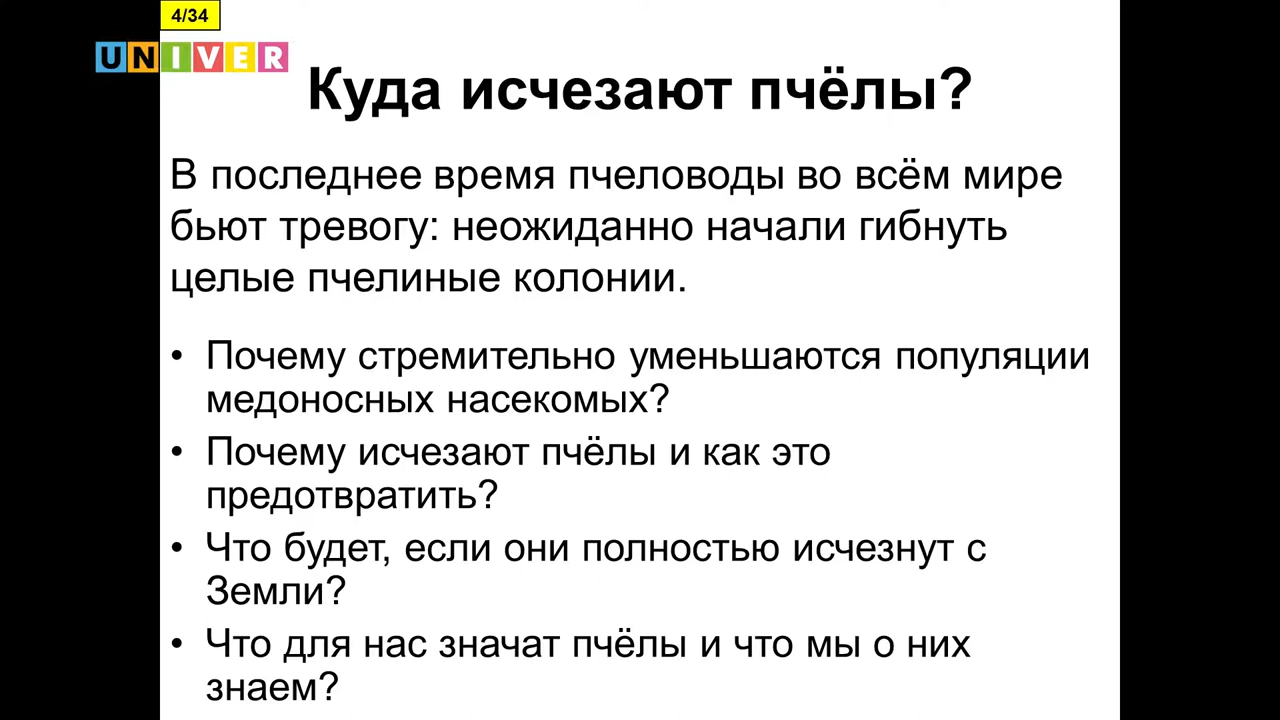 4/34
UNIVER
Куда исчезают пчёлы?
В последнее время пчеловоды во всём мире
бьют тревогу: неожиданно начали гибнуть
целые пчелиные колонии.
• Почему стремительно уменьшаются популяции
медоносных насекомых?
• Почему исчезают пчёлы и как это
предотвратить?
• Что будет, если они полностью исчезнут с
Земли?
• Что для нас значат пчёлы и что мы о них
знаем?